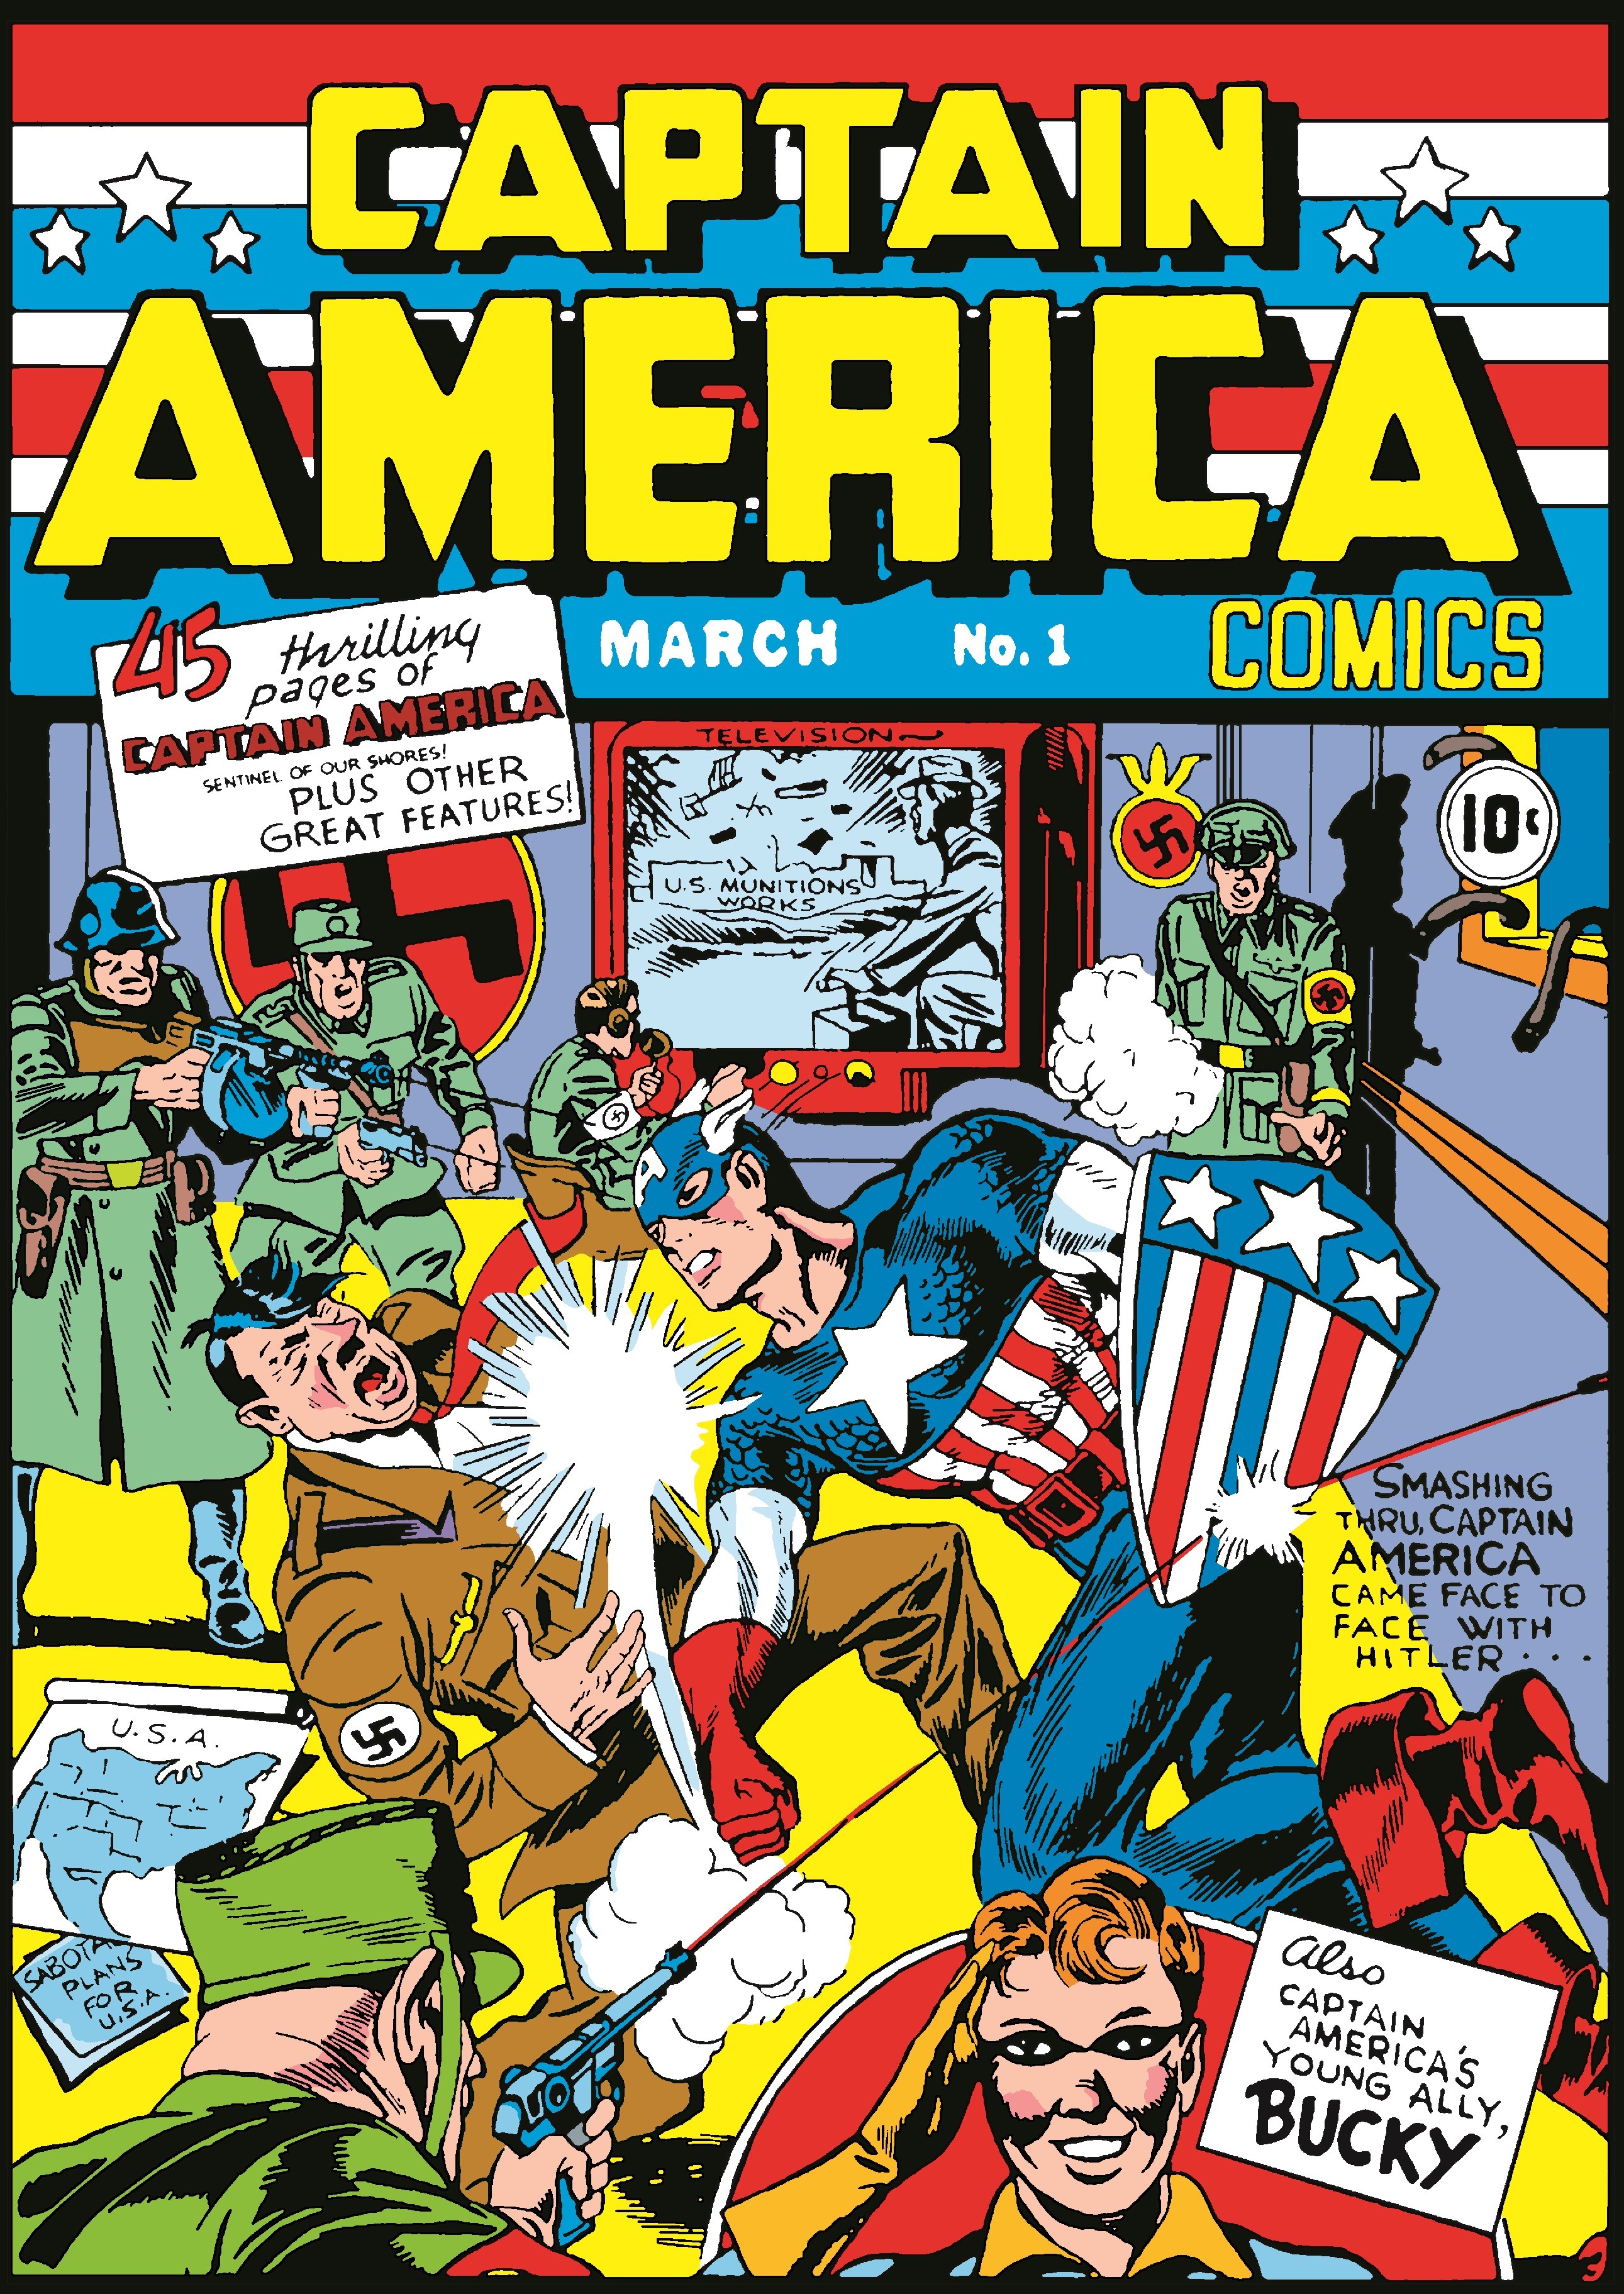 CAPTAIN
AMERICA
COMICS
MARCH No. 1
45 thrilling
pages of
CAPTAIN AMERICA
SENTINEL OF OUR SHORES!
PLUS OTHER
GREAT FEATURES!
TELEVISION
10¢
U.S. MUNITIONS
WORKS
SMASHING
THRU, CAPTAIN
AMERICA
CAME FACE TO
FACE WITH
HITLER...
U.S.A.
PLANS
FOR
U.S.A.
Also
CAPTAIN
AMERICA'S
YOUNG ALLY,
BUCKY